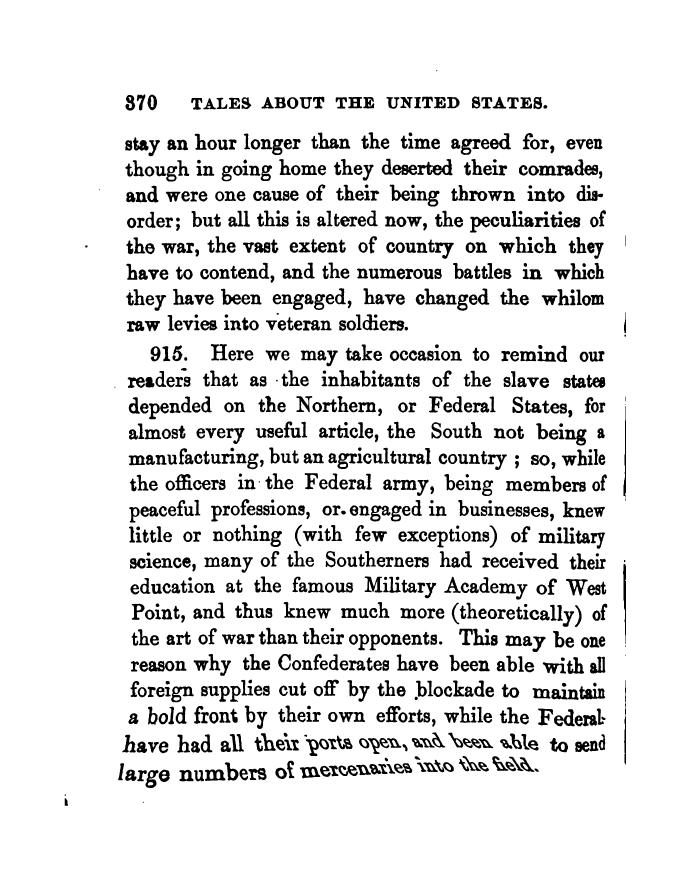 370 TALES ABOUT THE UNITED STATES.
stay an hour longer than the time agreed for, even
though in going home they deserted their comrades,
and were one cause of their being thrown into dis-
order; but all this is altered now, the peculiarities of
the war, the vast extent of country on which they
have to contend, and the numerous battles in which
they have been engaged, have changed the whilom
raw levies into veteran soldiers.
915. Here we may take occasion to remind our
readers that as the inhabitants of the slave states
depended on the Northern, or Federal States, for
almost every useful article, the South not being a
manufacturing, but an agricultural country ; so, while
the officers in the Federal army, being members of
peaceful professions, or engaged in businesses, knew
little or nothing (with few exceptions) of military
science, many of the Southerners had received their
education at the famous Military Academy of West
Point, and thus knew much more (theoretically) of
the art of war than their opponents. This may be one
reason why the Confederates have been able with all
foreign supplies cut off by the blockade to maintain
a bold front by their own efforts, while the Federal
have had all their ports open, and been able to send
large numbers of mercenaries into the field.